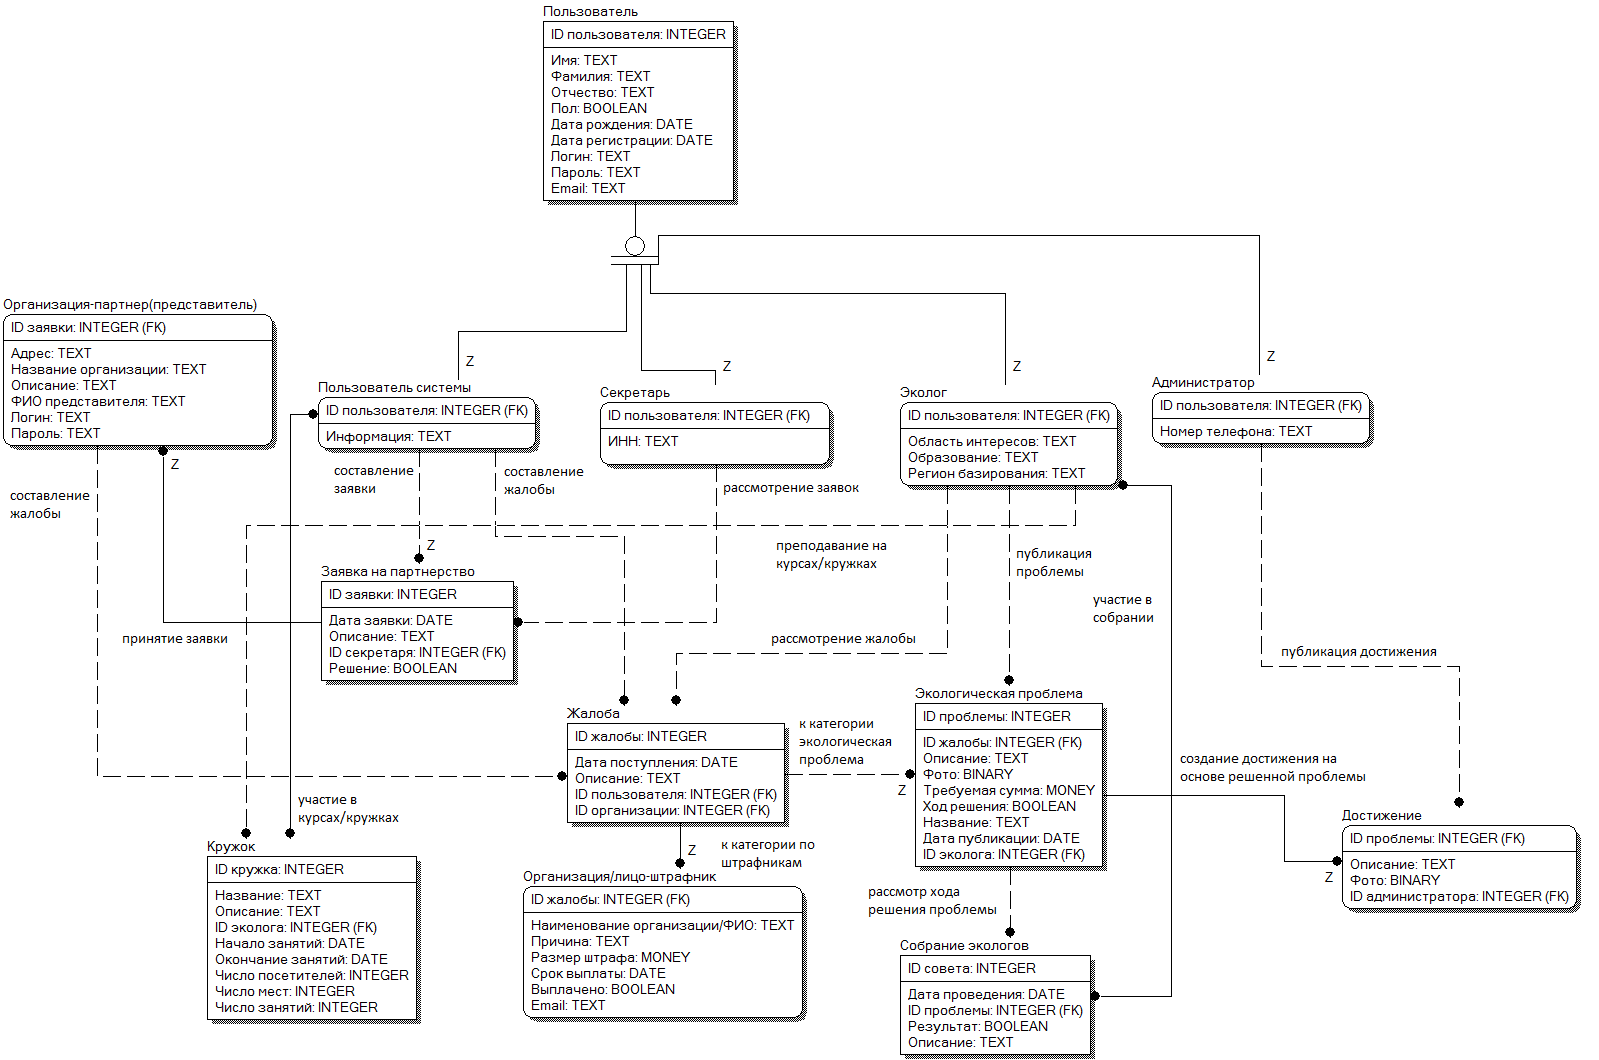 Пользователь
ID пользователя: INTEGER
Имя: TEXT
Фамилия: TEXT
Отчество: TEXT
Пол: BOOLEAN
Дата рождения: DATE
Дата регистрации: DATE
Логин: TEXT
Пароль: TEXT
Email: TEXT
Организация-партнер(представитель)
ID заявки: INTEGER (FK)
Адрес: TEXT
Название организации: TEXT
Описание: TEXT
ФИО представителя: TEXT
Логин: TEXT
Пароль: TEXT
Z
Пользователь системы
ID пользователя: INTEGER (FK)
Информация: TEXT
Z
Секретарь
ID пользователя: INTEGER (FK)
ИНН: TEXT
Z
Эколог
ID пользователя: INTEGER (FK)
Область интересов: TEXT
Образование: TEXT
Регион базирования: TEXT
Z
Администратор
ID пользователя: INTEGER (FK)
Номер телефона: TEXT
Z
составление
жалобы
составление
заявки
составление
жалобы
рассмотрение заявок
Z
преподавание на
курсах/кружках
публикация
проблемы
участие в
собрании
Заявка на партнерство
ID заявки: INTEGER
Дата заявки: DATE
Описание: TEXT
ID секретаря: INTEGER (FK)
Решение: BOOLEAN
принятие заявки
рассмотрение жалобы
публикация достижения
Жалоба
ID жалобы: INTEGER
Дата поступления: DATE
Описание: TEXT
ID пользователя: INTEGER (FK)
ID организации: INTEGER (FK)
к категории
экологическая
проблема
Z
Экологическая проблема
ID проблемы: INTEGER
ID жалобы: INTEGER (FK)
Описание: TEXT
Фото: BINARY
Требуемая сумма: MONEY
Ход решения: BOOLEAN
Название: TEXT
Дата публикации: DATE
ID эколога: INTEGER (FK)
создание достижения на
основе решенной проблемы
Достижение
ID проблемы: INTEGER (FK)
Описание: TEXT
Фото: BINARY
ID администратора: INTEGER (FK)
Z
участие в
курсах/кружках
Кружок
ID кружка: INTEGER
Название: TEXT
Описание: TEXT
ID эколога: INTEGER (FK)
Начало занятий: DATE
Окончание занятий: DATE
Число посетителей: INTEGER
Число мест: INTEGER
Число занятий: INTEGER
Z
к категории по
штрафникам
Организация/лицо-штрафник
ID жалобы: INTEGER (FK)
Наименование организации/ФИО: TEXT
Причина: TEXT
Размер штрафа: MONEY
Срок выплаты: DATE
Выплачено: BOOLEAN
Email: TEXT
рассмотр хода
решения проблемы
Собрание экологов
ID совета: INTEGER
Дата проведения: DATE
ID проблемы: INTEGER (FK)
Результат: BOOLEAN
Описание: TEXT